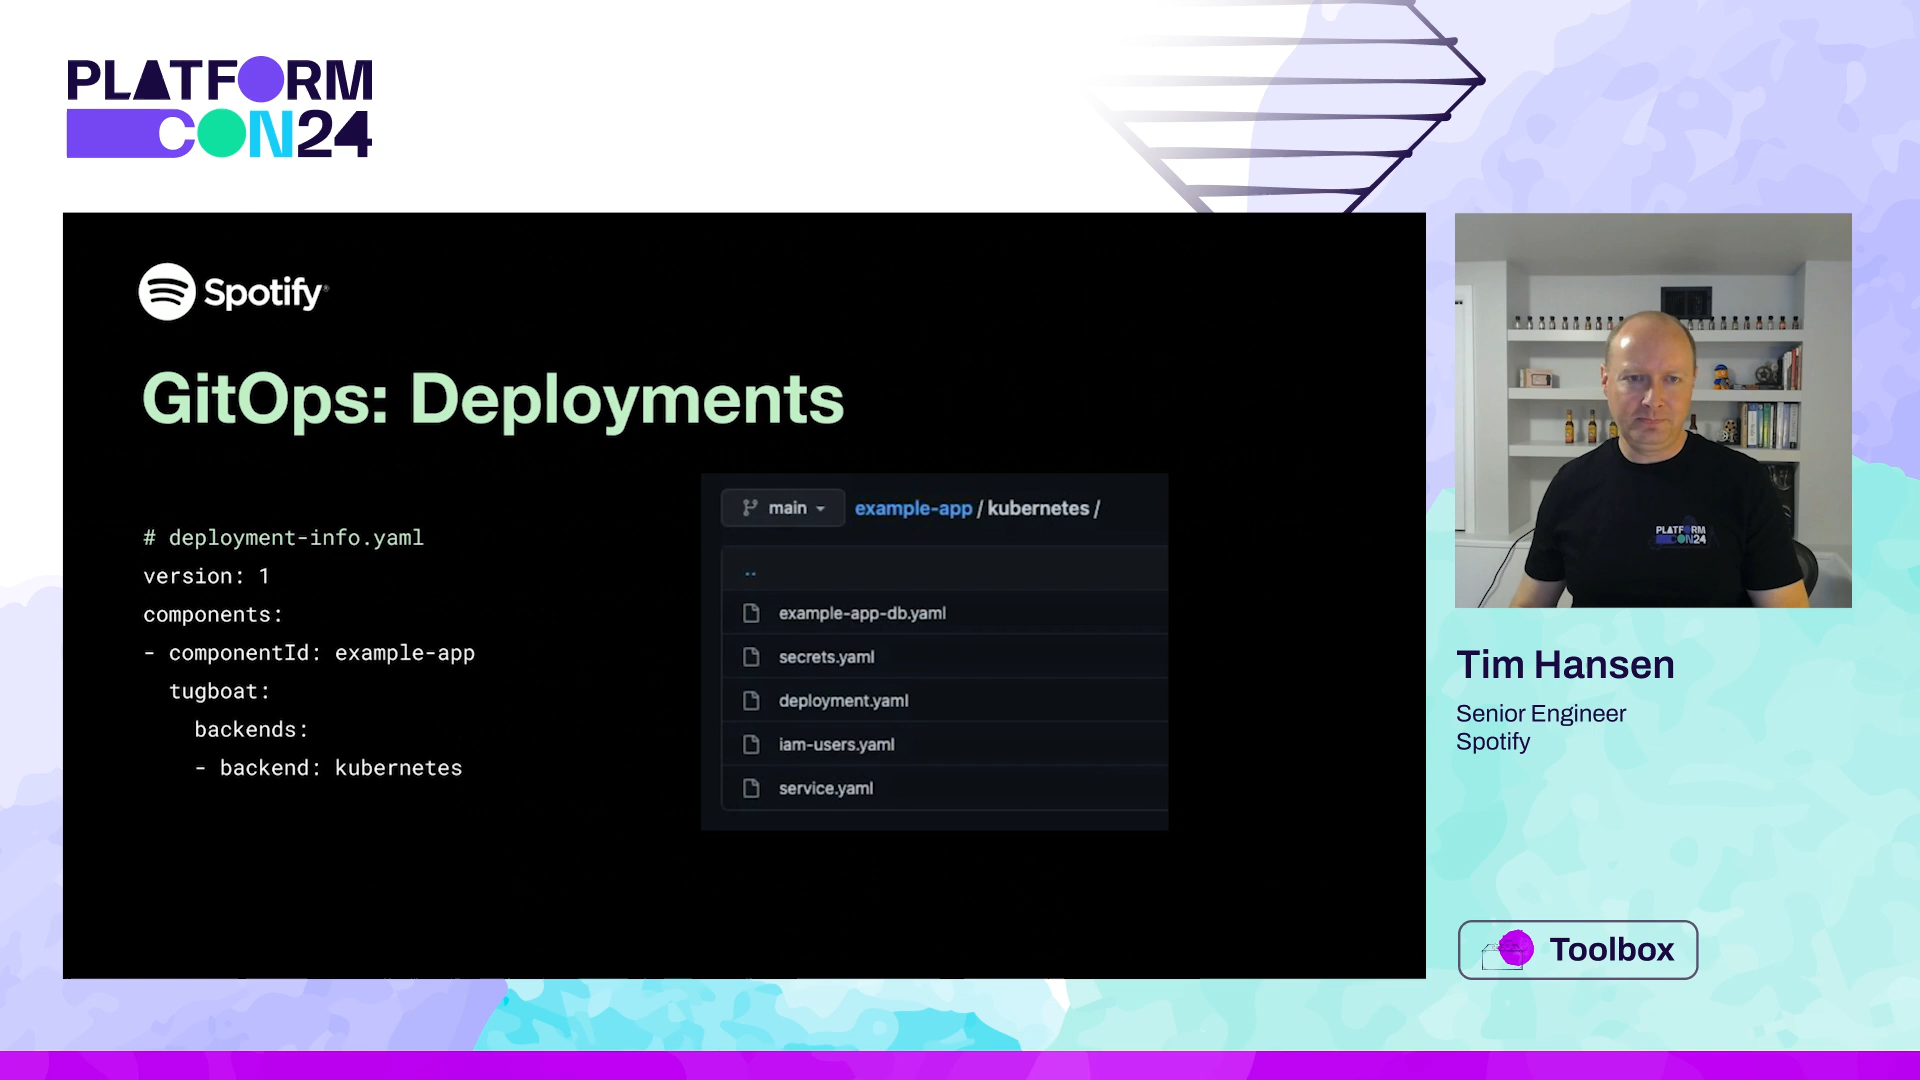 PLATFORM
CON24
Spotify
GitOps: Deployments
# deployment-info.yaml
version: 1
components:
- componentId: example-app
tugboat:
backends:
- backend: kubernetes
main example-app / kubernetes /
..
example-app-db.yaml
secrets.yaml
deployment.yaml
iam-users.yaml
service.yaml
PLATFORM
CON24
Tim Hansen
Senior Engineer
Spotify
Toolbox